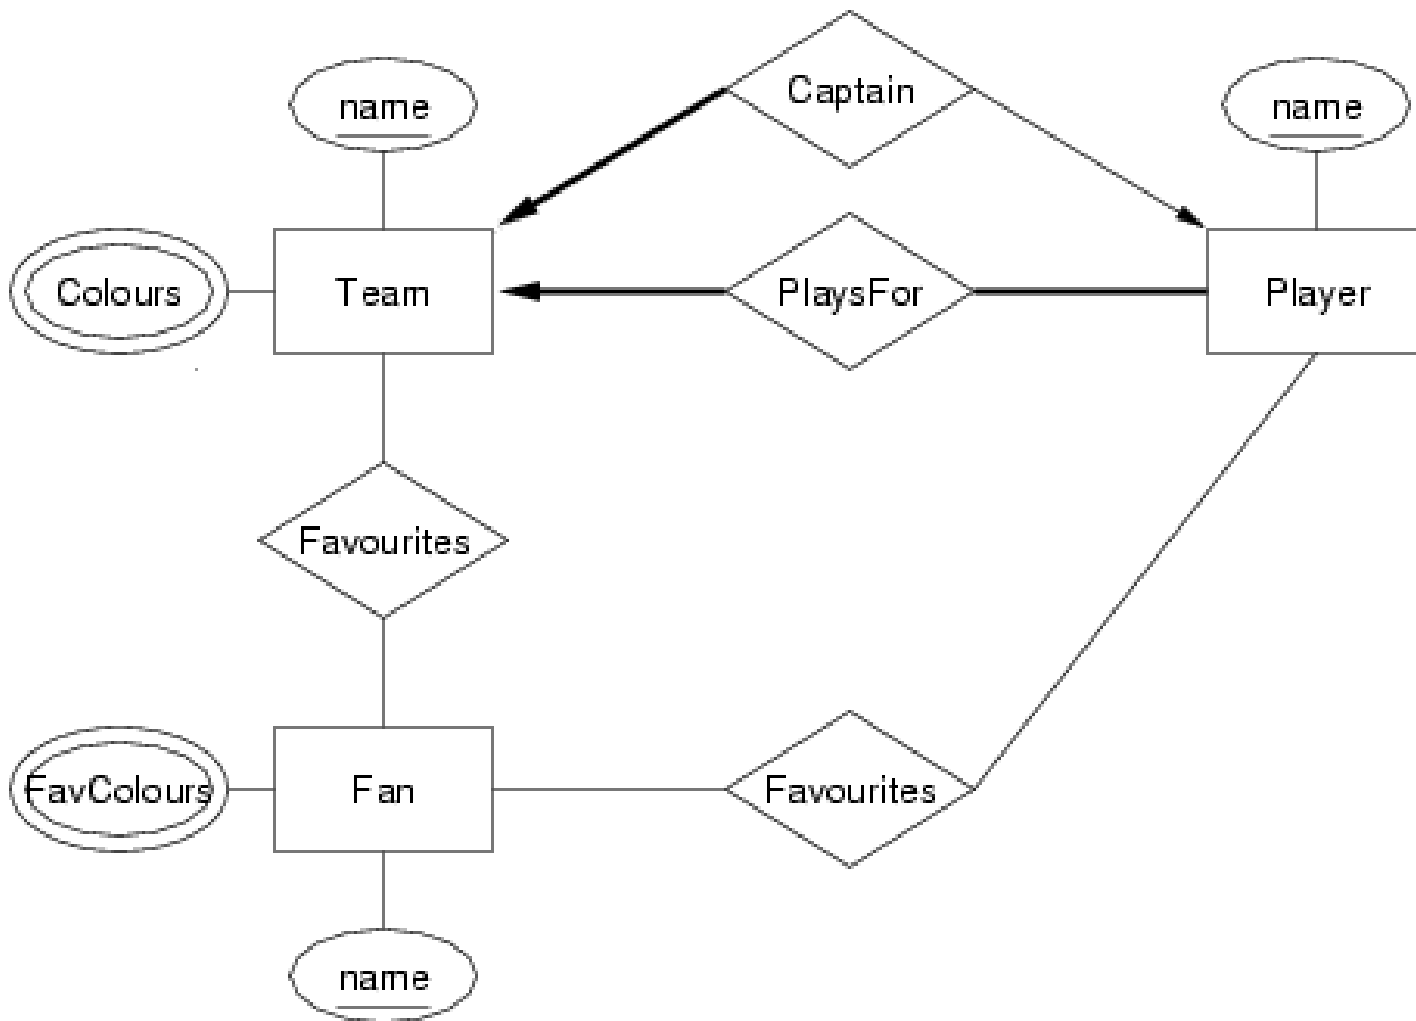 Captain
name
name
Colours
Team
PlaysFor
Player
Favourites
FavColours
Fan
Favourites
name